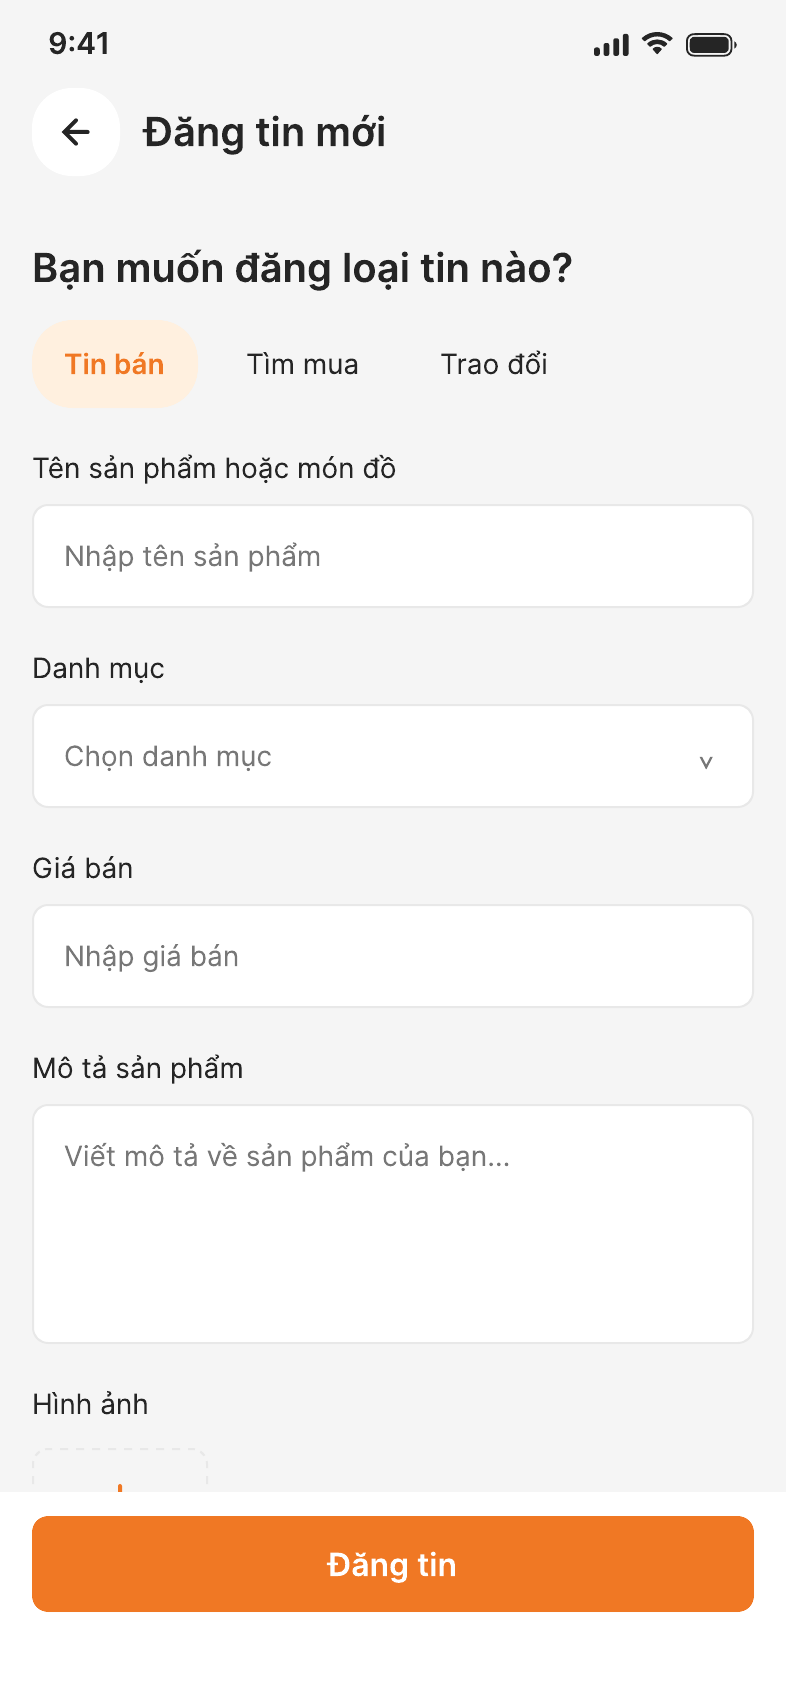 9:41
Đăng tin mới
Bạn muốn đăng loại tin nào?
Tin bán
Tìm mua
Trao đổi
Tên sản phẩm hoặc món đồ
Nhập tên sản phẩm
Danh mục
Chọn danh mục
Giá bán
Nhập giá bán
Mô tả sản phẩm
Viết mô tả về sản phẩm của bạn...
Hình ảnh
Đăng tin